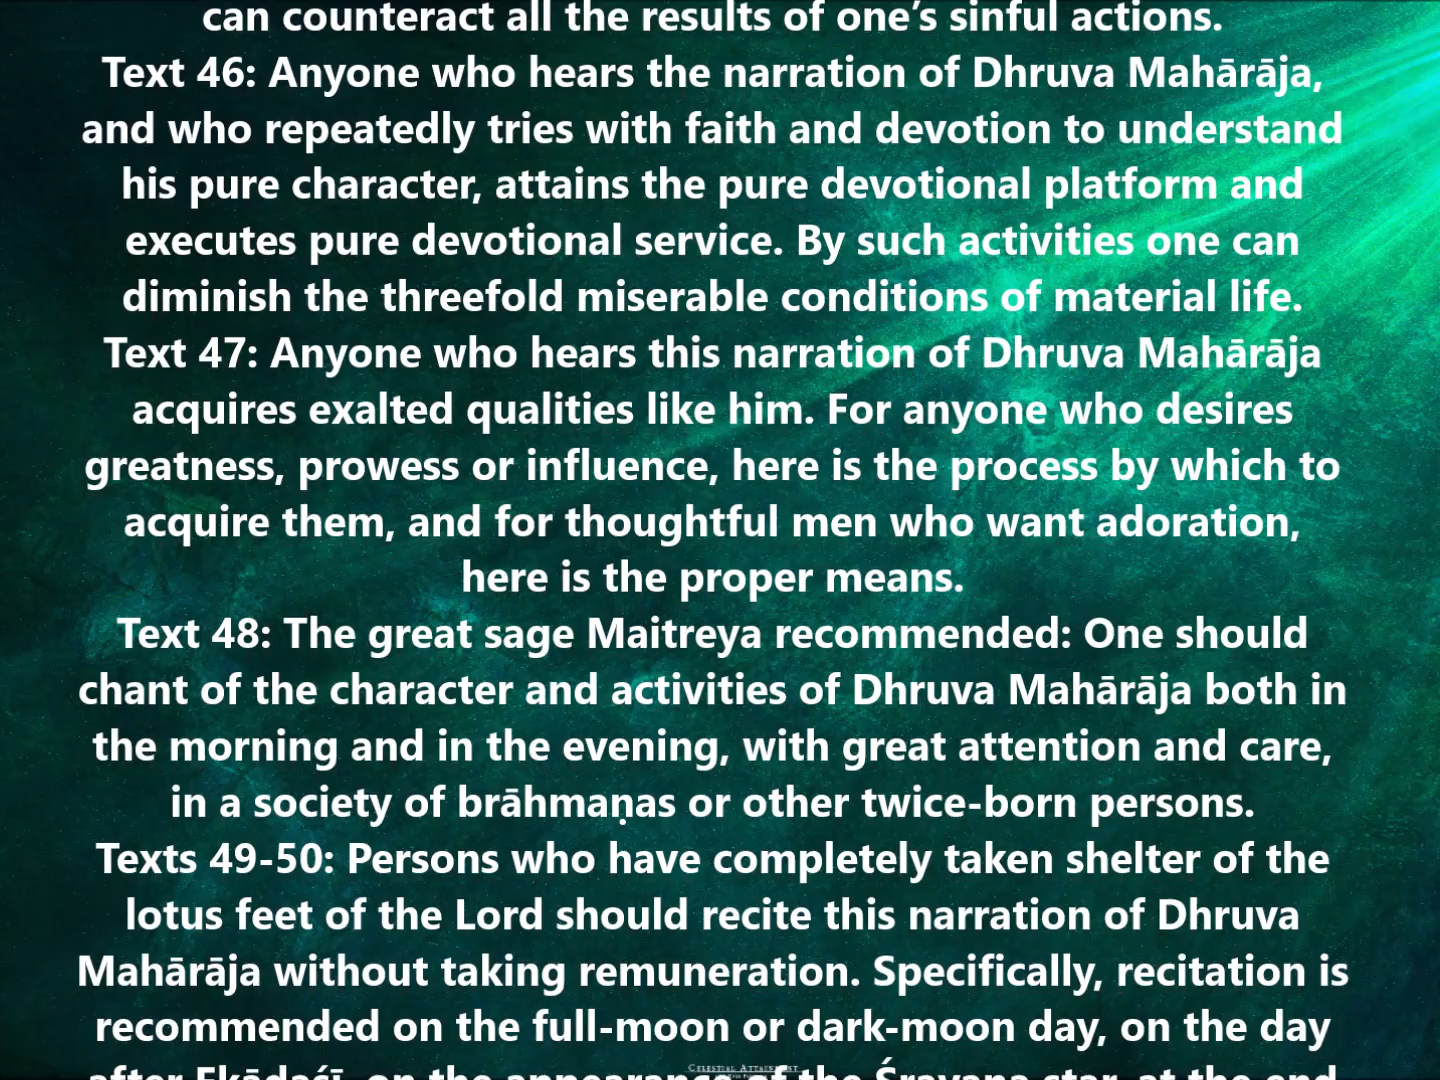 can counteract all the results of one’s sinful actions.
Text 46: Anyone who hears the narration of Dhruva Mahārāja,
and who repeatedly tries with faith and devotion to understand
his pure character, attains the pure devotional platform and
executes pure devotional service. By such activities one can
diminish the threefold miserable conditions of material life.
Text 47: Anyone who hears this narration of Dhruva Mahārāja
acquires exalted qualities like him. For anyone who desires
greatness, prowess or influence, here is the process by which to
acquire them, and for thoughtful men who want adoration,
here is the proper means.
Text 48: The great sage Maitreya recommended: One should
chant of the character and activities of Dhruva Mahārāja both in
the morning and in the evening, with great attention and care,
in a society of brāhmaṇas or other twice-born persons.
Texts 49-50: Persons who have completely taken shelter of the
lotus feet of the Lord should recite this narration of Dhruva
Mahārāja without taking remuneration. Specifically, recitation is
recommended on the full-moon or dark-moon day, on the day
after Ekādaśī, on the appearance of the Śravaṇa star, at the end